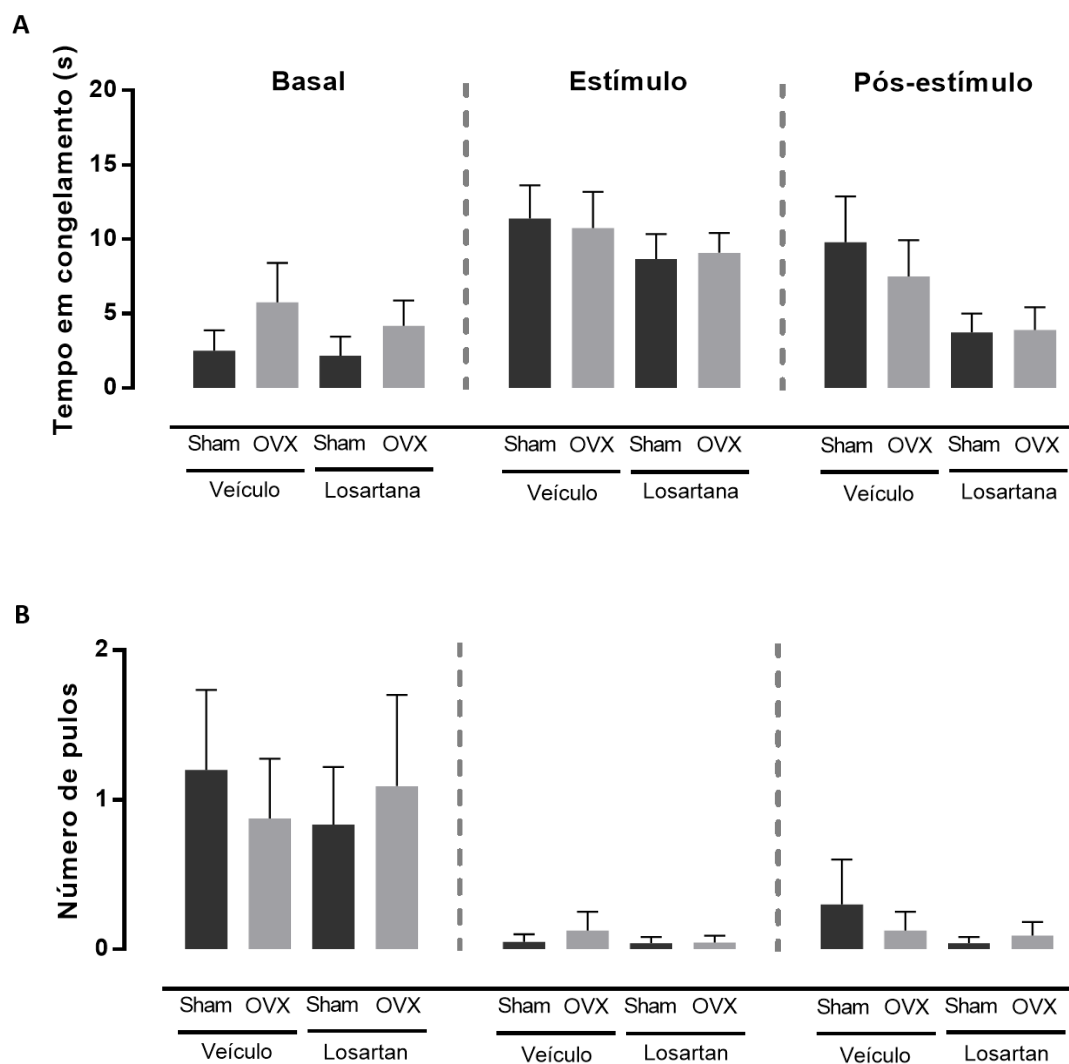 A
Basal Estímulo Pós-estímulo
Tempo em congelamento (s)
20
15
10
5
0
Sham OVX Sham OVX Sham OVX Sham OVX Sham OVX Sham OVX
Veículo Losartana Veículo Losartana Veículo Losartana
B
Número de pulos
2
1
0
Sham OVX Sham OVX Sham OVX Sham OVX Sham OVX Sham OVX
Veículo Losartan Veículo Losartan Veículo Losartan